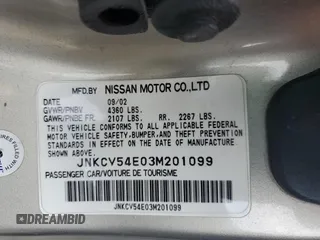 MFD.BY NISSAN MOTOR CO.,LTD
DATE 09/02
GVWR/PNBV 4360 LBS.
GAWR/PNBE FR. 2107 LBS. RR. 2267 LBS.
THIS VEHICLE CONFORMS TO ALL APPLICABLE FEDERAL
MOTOR VEHICLE SAFETY,BUMPER,AND THEFT
PREVENTION STANDARDS IN EFFECT ON THE
DATE OF MANUFACTURE SHOWN ABOVE.
JNKCV54E03M201099
PASSENGER CAR/VOITURE DE TOURISME
JNKCV54E03M201099
DREAMBID